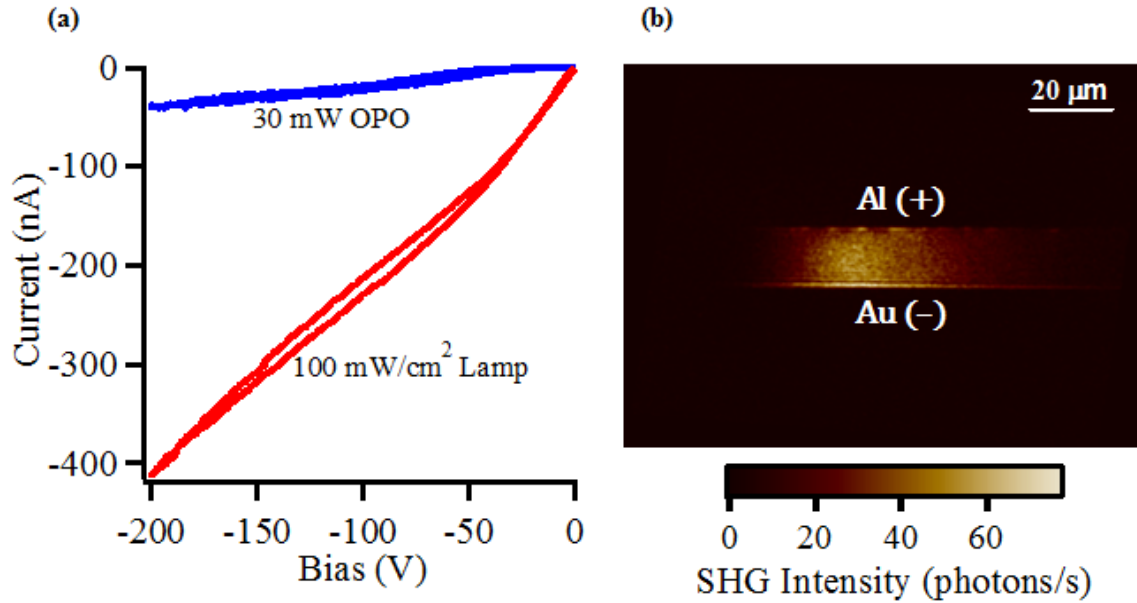 (a)
0
-100
-200
-300
-400
Current (nA)
30 mW OPO
100 mW/cm² Lamp
-200 -150 -100 -50 0
Bias (V)
(b)
20 µm
Al (+)
Au (−)
0 20 40 60
SHG Intensity (photons/s)